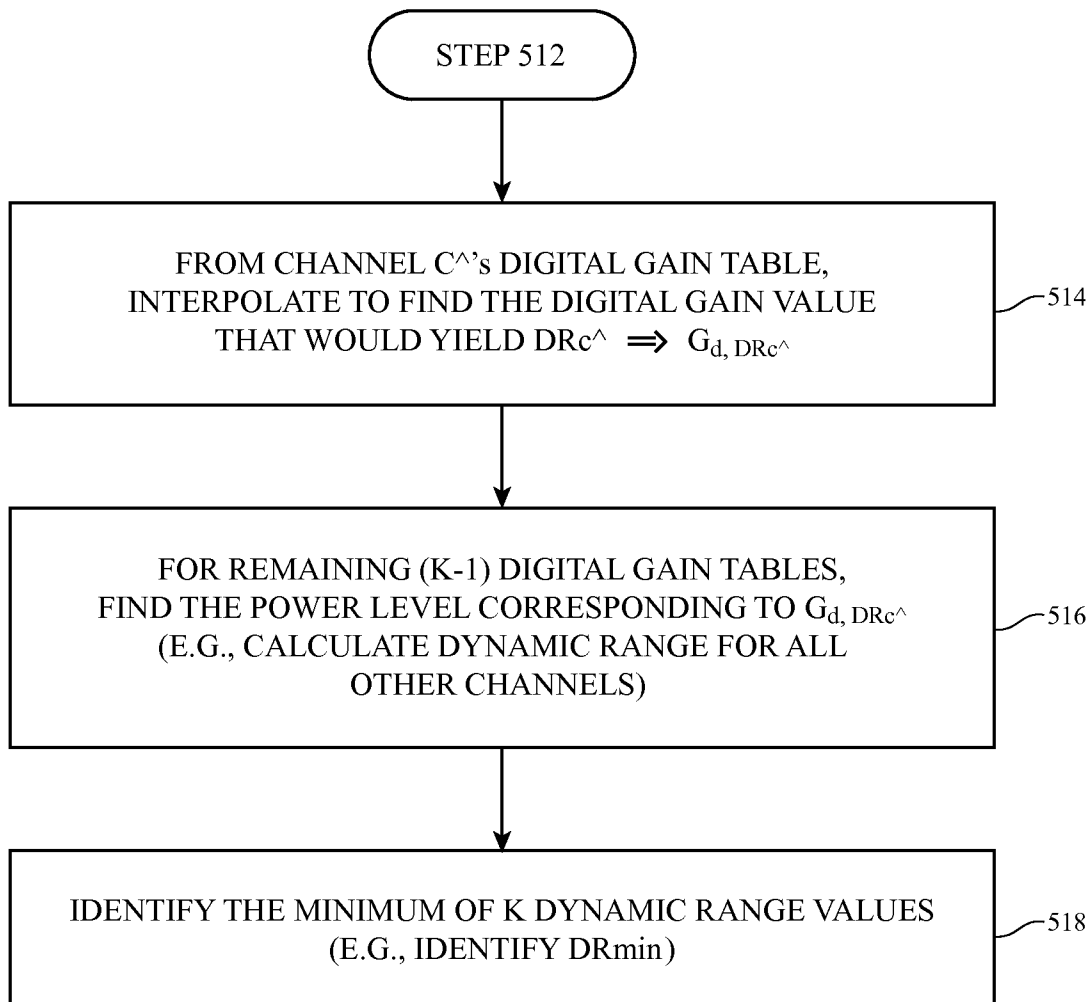 STEP 512
FROM CHANNEL C^'s DIGITAL GAIN TABLE,
INTERPOLATE TO FIND THE DIGITAL GAIN VALUE
THAT WOULD YIELD DRc^ ⇒ Gd, DRc^
514
FOR REMAINING (K-1) DIGITAL GAIN TABLES,
FIND THE POWER LEVEL CORRESPONDING TO Gd, DRc^
(E.G., CALCULATE DYNAMIC RANGE FOR ALL
OTHER CHANNELS)
516
IDENTIFY THE MINIMUM OF K DYNAMIC RANGE VALUES
(E.G., IDENTIFY DRmin)
518